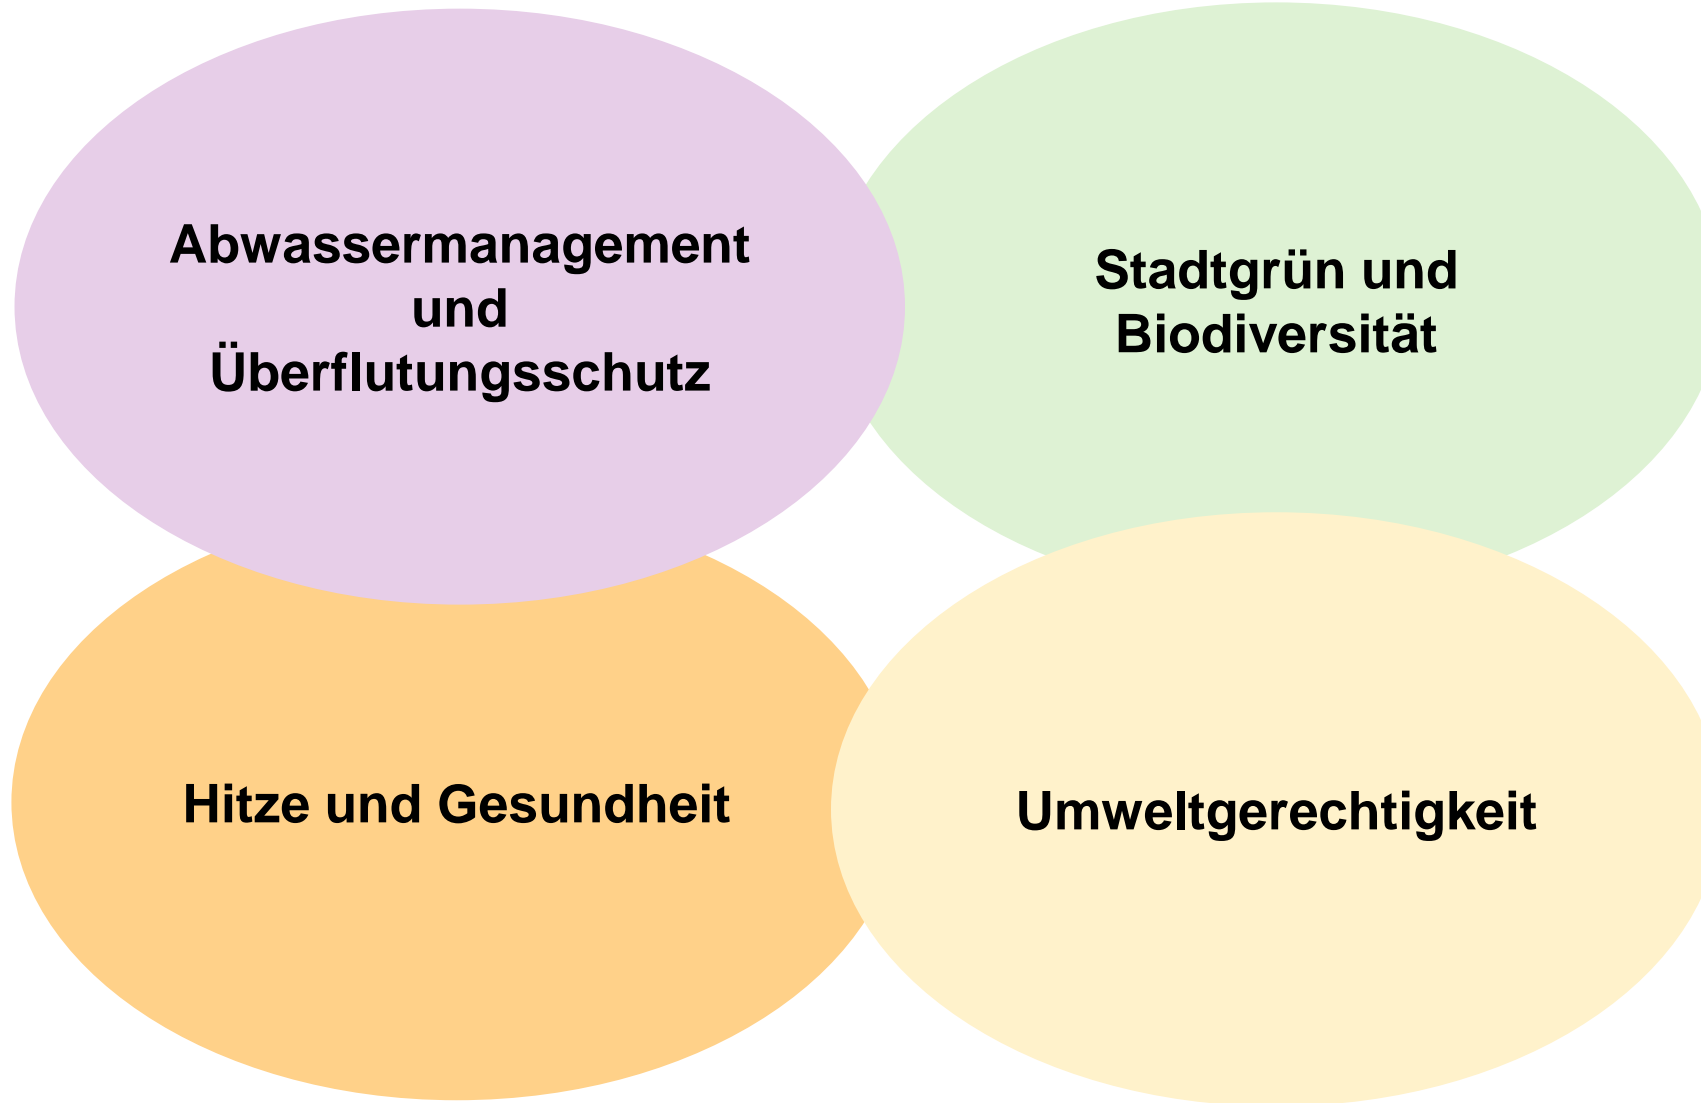 Abwassermanagement
und
Überflutungsschutz
Stadtgrün und
Biodiversität
Hitze und Gesundheit
Umweltgerechtigkeit